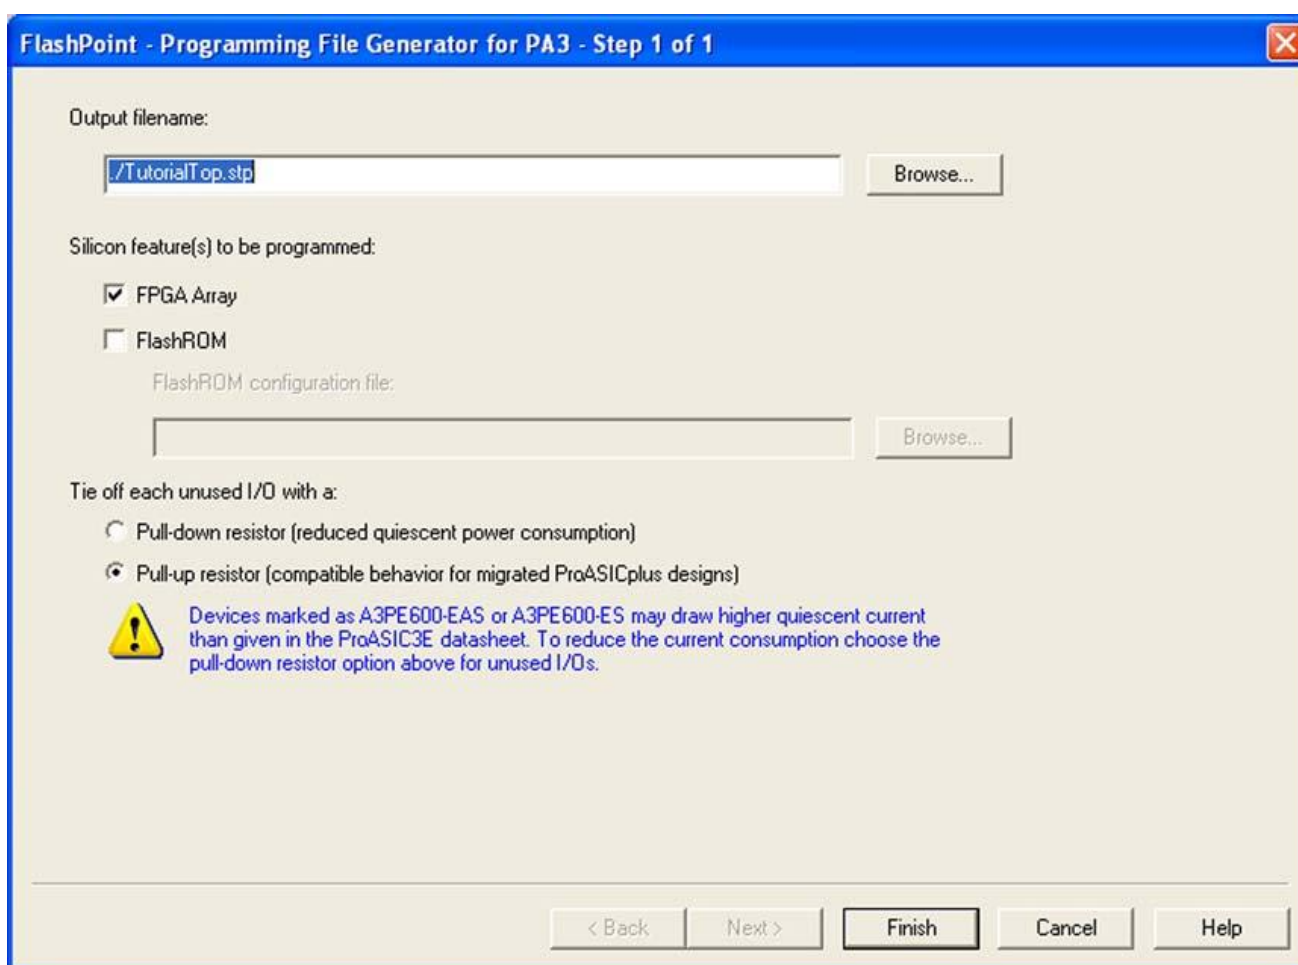 FlashPoint - Programming File Generator for PA3 - Step 1 of 1
Output filename:
./TutorialTop.stp
Browse...
Silicon feature(s) to be programmed:
FPGA Array
FlashROM
FlashROM configuration file:
Browse...
Tie off each unused I/O with a:
Pull-down resistor (reduced quiescent power consumption)
Pull-up resistor (compatible behavior for migrated ProASICplus designs)
Devices marked as A3PE600-EAS or A3PE600-ES may draw higher quiescent current
than given in the ProASIC3E datasheet. To reduce the current consumption choose the
pull-down resistor option above for unused I/Os.
< Back
Next >
Finish
Cancel
Help